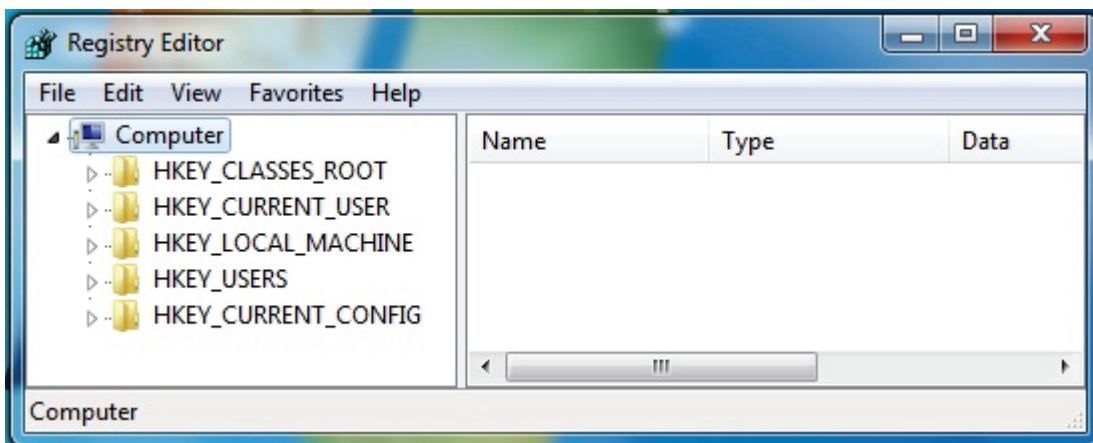 Registry Editor
File Edit View Favorites Help
Computer
HKEY_CLASSES_ROOT
HKEY_CURRENT_USER
HKEY_LOCAL_MACHINE
HKEY_USERS
HKEY_CURRENT_CONFIG
Name Type Data
Computer